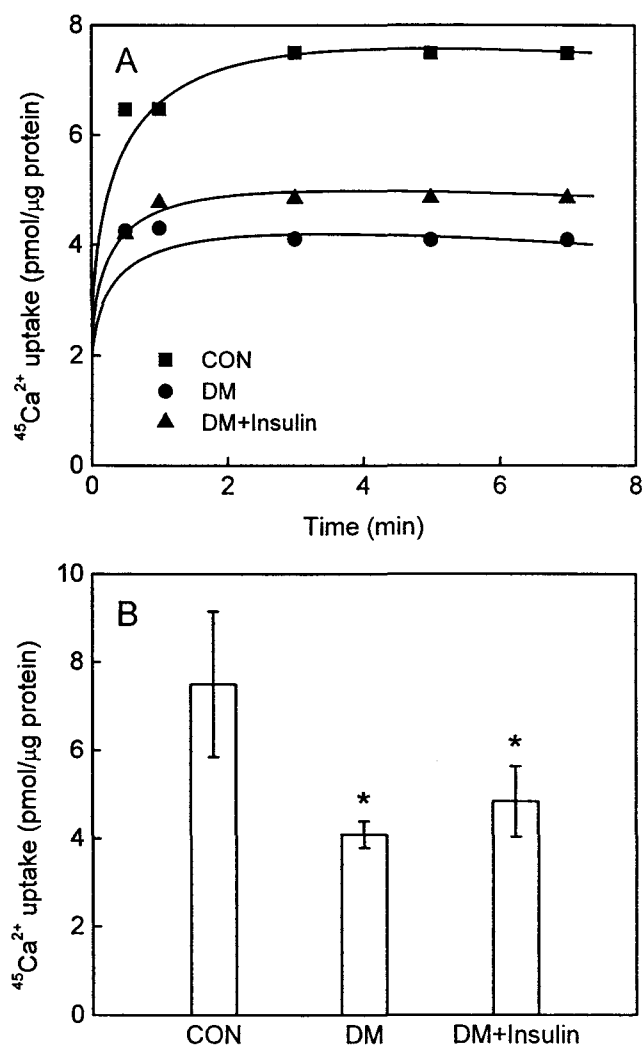 8
A
6
4
2
0
⁴⁵Ca²⁺ uptake (pmol/μg protein)
CON
DM
DM+Insulin
0 2 4 6 8
Time (min)
10
B
8
6
4
2
0
⁴⁵Ca²⁺ uptake (pmol/μg protein)
*
*
CON DM DM+Insulin